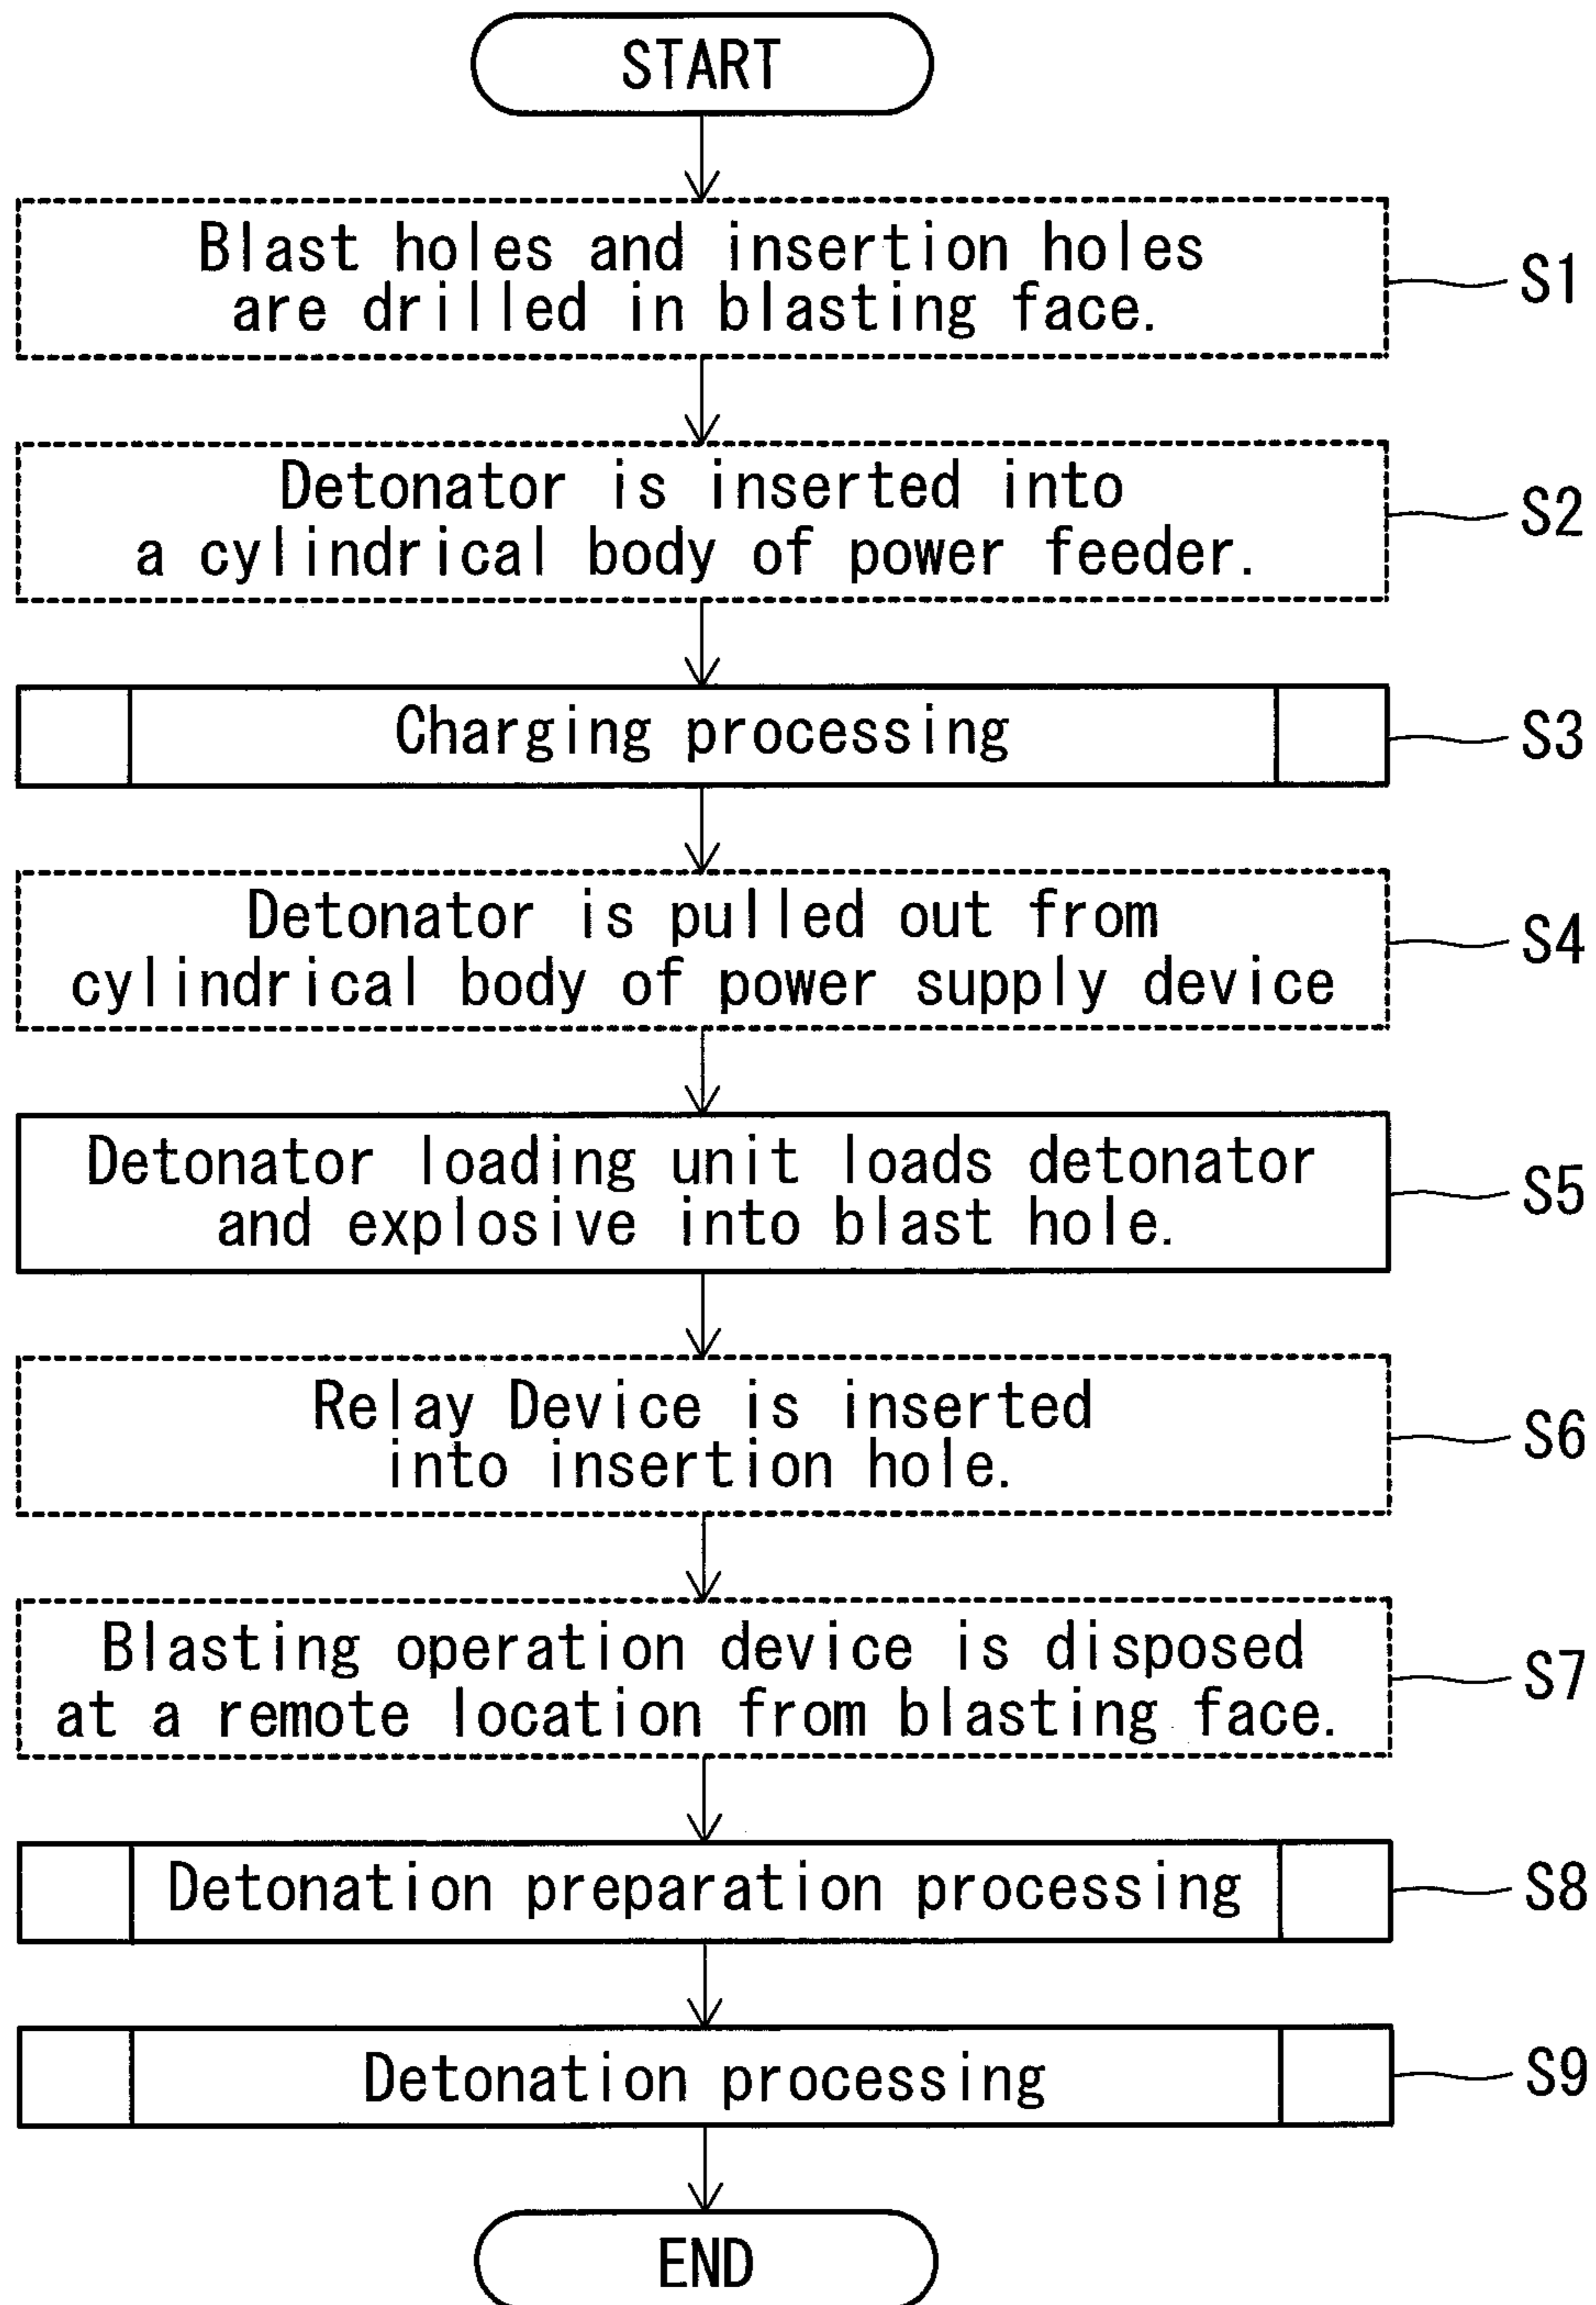 START
Blast holes and insertion holes
are drilled in blasting face.
S1
Detonator is inserted into
a cylindrical body of power feeder.
S2
Charging processing
S3
Detonator is pulled out from
cylindrical body of power supply device
S4
Detonator loading unit loads detonator
and explosive into blast hole.
S5
Relay Device is inserted
into insertion hole.
S6
Blasting operation device is disposed
at a remote location from blasting face.
S7
Detonation preparation processing
S8
Detonation processing
S9
END